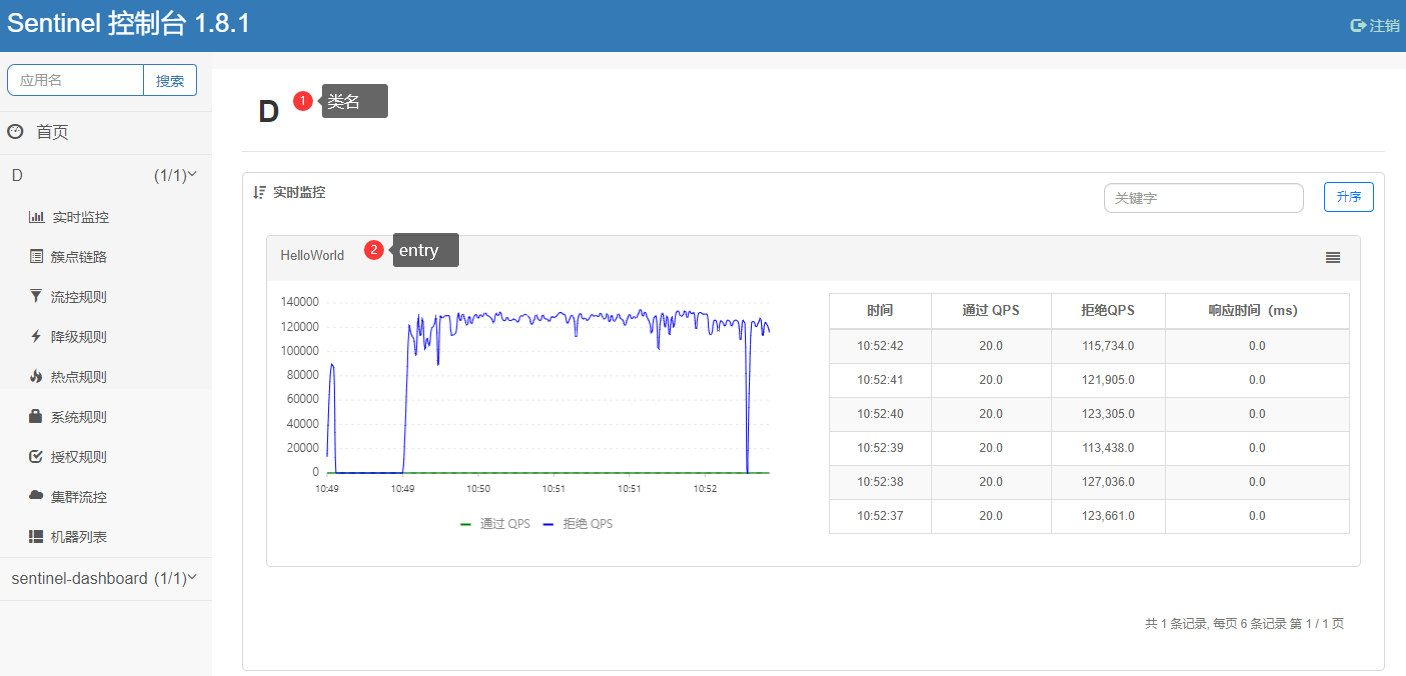 Sentinel 控制台 1.8.1
注销
应用名 搜索
首页
D (1/1)
实时监控
簇点链路
流控规则
降级规则
热点规则
系统规则
授权规则
集群流控
机器列表
sentinel-dashboard (1/1)
D 1 类名
实时监控
关键字 升序
HelloWorld 2 entry
140000
120000
100000
80000
60000
40000
20000
0
10:49 10:49 10:50 10:51 10:51 10:52
通过 QPS 拒绝 QPS
时间 通过 QPS 拒绝QPS 响应时间（ms）
10:52:42 20.0 115,734.0 0.0
10:52:41 20.0 121,905.0 0.0
10:52:40 20.0 123,305.0 0.0
10:52:39 20.0 113,438.0 0.0
10:52:38 20.0 127,036.0 0.0
10:52:37 20.0 123,661.0 0.0
共 1 条记录, 每页 6 条记录 第 1 / 1 页